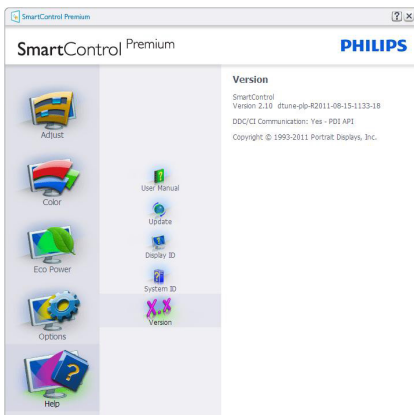 SmartControl Premium
SmartControl Premium
PHILIPS
Adjust
Color
Eco Power
Options
Help
User Manual
Update
Display ID
System ID
X.X
Version
Version
SmartControl
Version 2.10 dtune-plp-R2011-08-15-1133-18
DDC/CI Communication: Yes - PDI API
Copyright © 1993-2011 Portrait Displays, Inc.